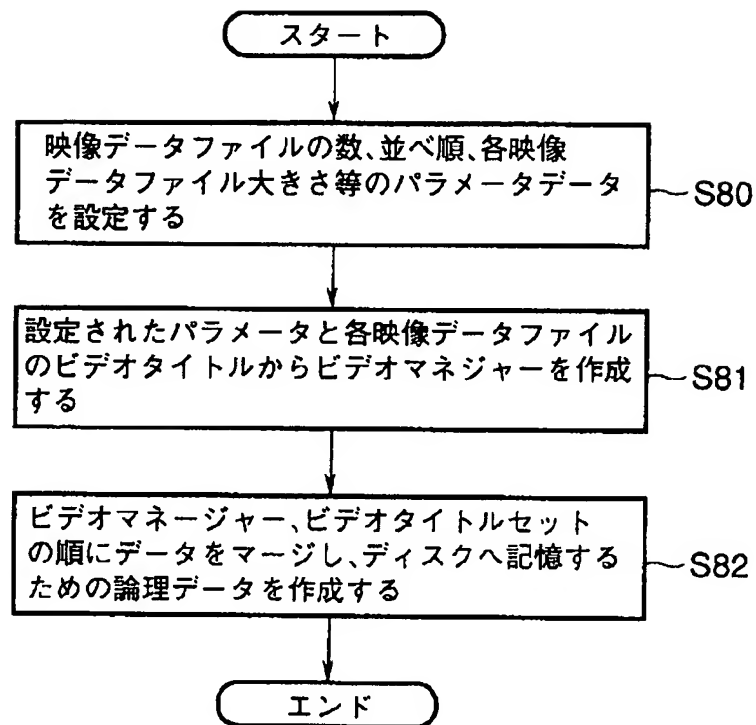 スタート
映像データファイルの数、並べ順、各映像
データファイル大きさ等のパラメータデータ
を設定する
S80
設定されたパラメータと各映像データファイル
のビデオタイトルからビデオマネジャーを作成
する
S81
ビデオマネージャー、ビデオタイトルセット
の順にデータをマージし、ディスクへ記憶する
ための論理データを作成する
S82
エンド